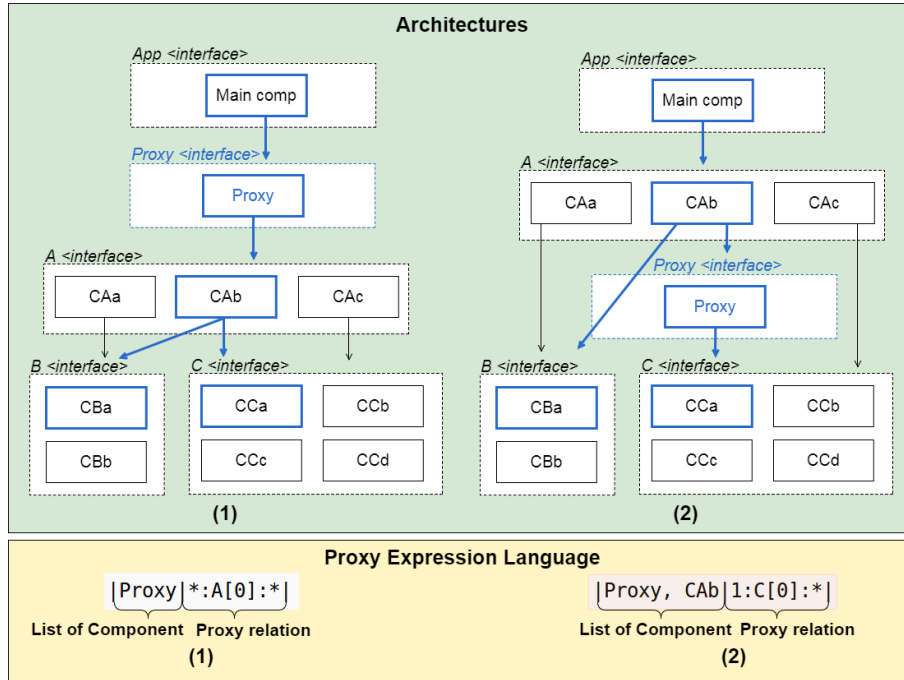 Architectures
App <interface>
Main comp
Proxy <interface>
Proxy
A <interface>
CAa
CAb
CAc
B <interface>
C <interface>
CBa
CBb
CCa
CCb
CCc
CCd
(1)
App <interface>
Main comp
A <interface>
CAa
CAb
CAc
Proxy <interface>
Proxy
B <interface>
C <interface>
CBa
CBb
CCa
CCb
CCc
CCd
(2)
Proxy Expression Language
|Proxy|*:A[0]:*|
List of Component Proxy relation
(1)
|Proxy, CAb|1:C[0]:*|
List of Component Proxy relation
(2)